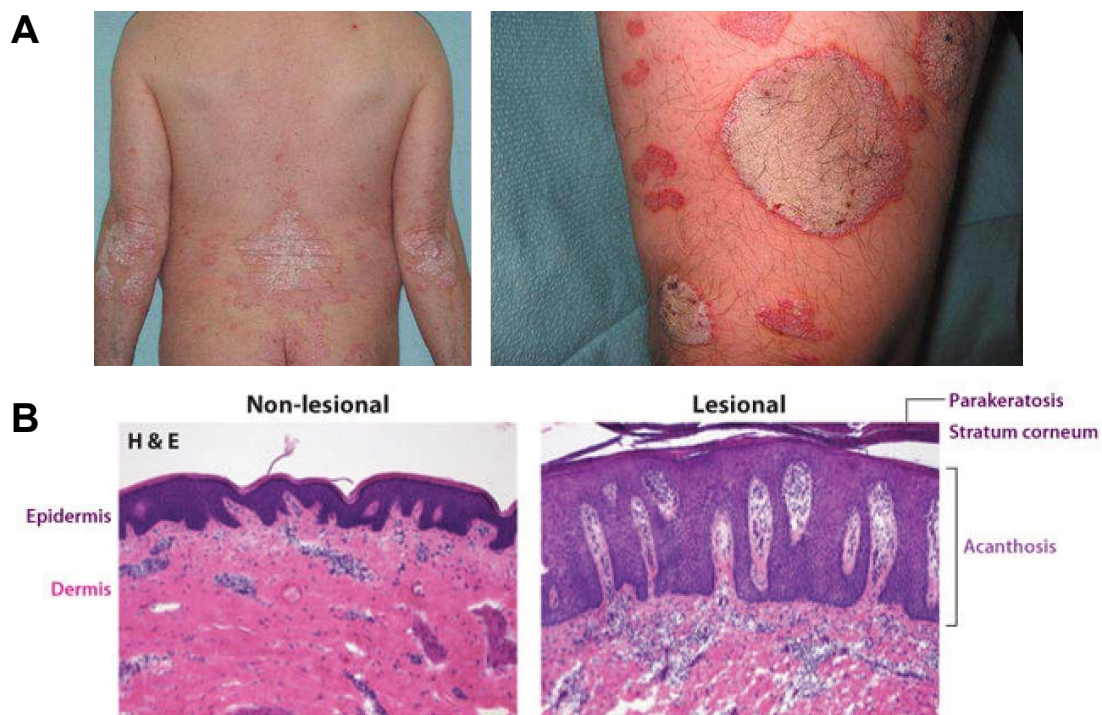 A
B
Non-lesional
Lesional
Parakeratosis
Stratum corneum
H & E
Epidermis
Dermis
Acanthosis